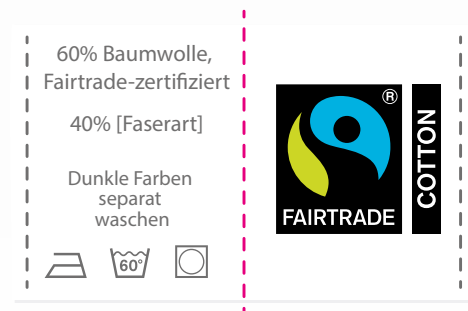 60% Baumwolle,
Fairtrade-zertifiziert
40% [Faserart]
Dunkle Farben
separat
waschen
60°
®
FAIRTRADE
COTTON